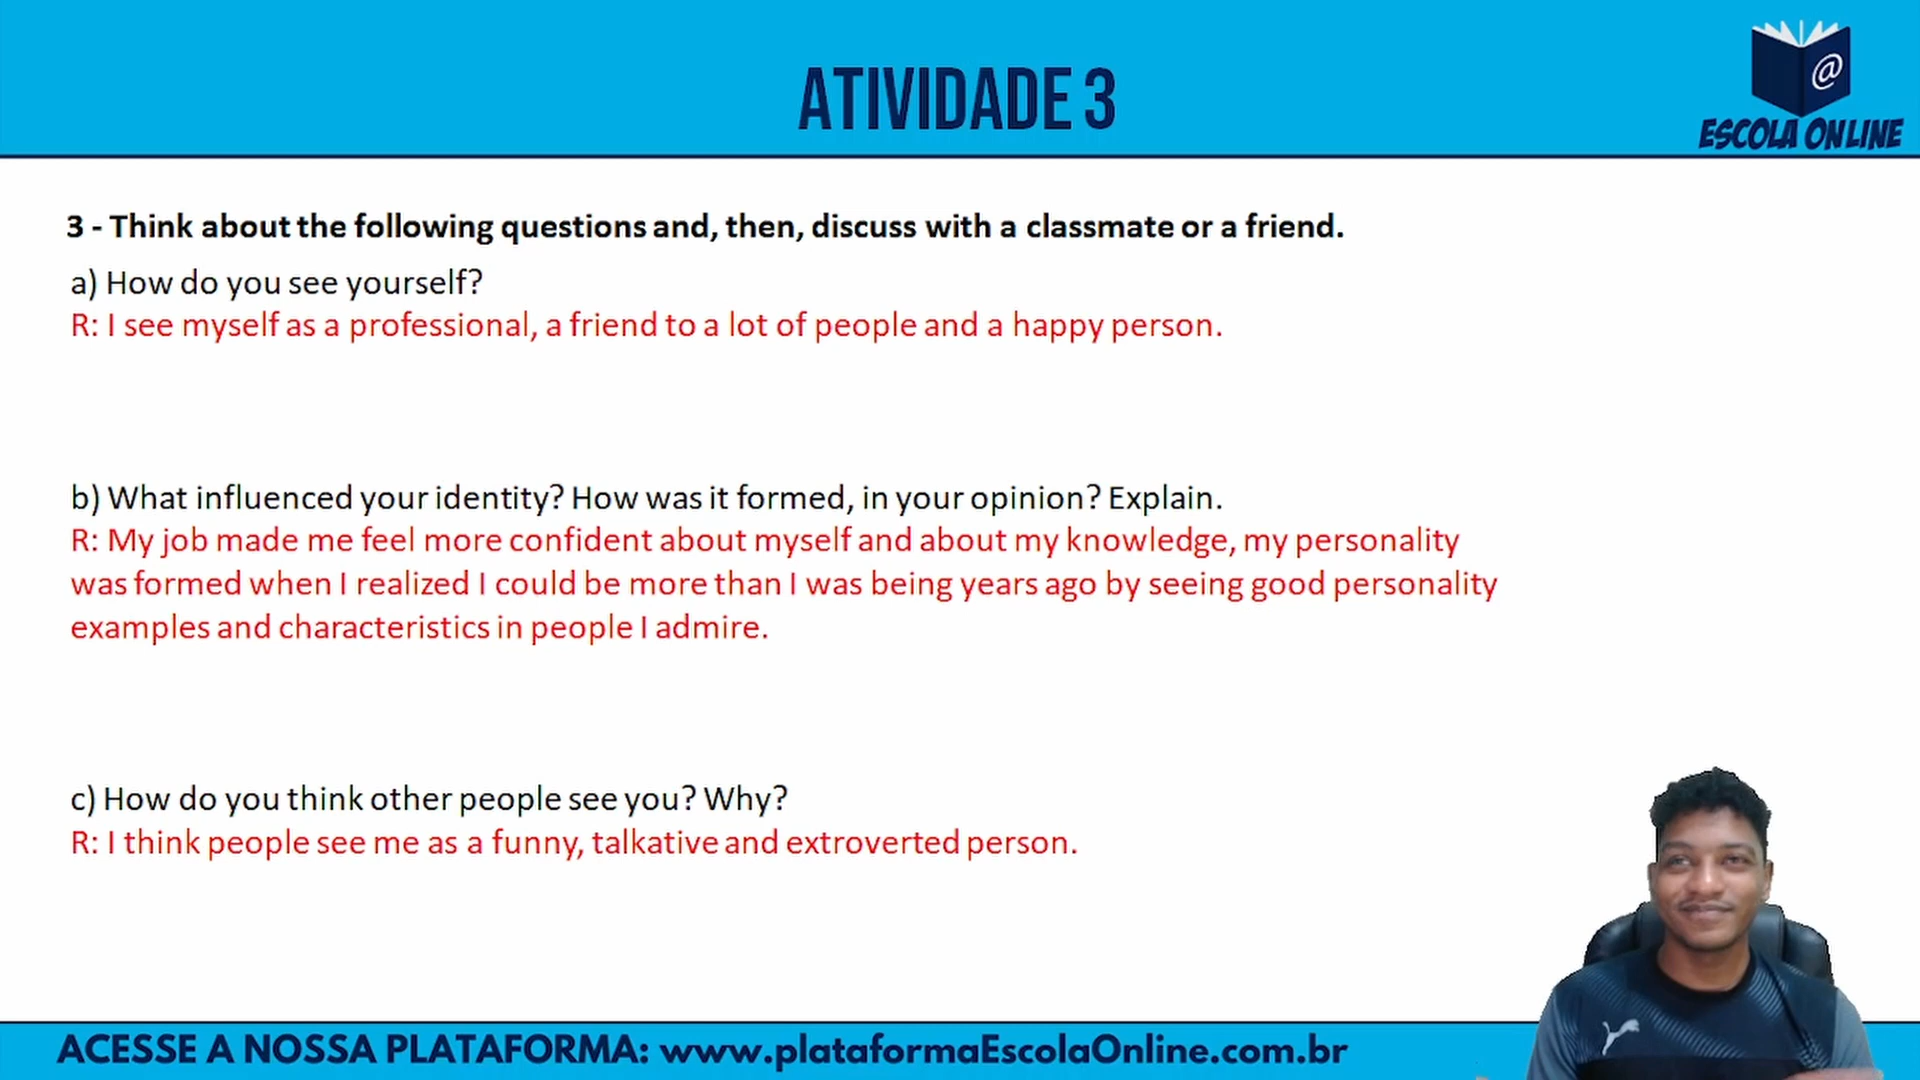 ATIVIDADE 3
@
ESCOLA ONLINE
3 - Think about the following questions and, then, discuss with a classmate or a friend.
a) How do you see yourself?
R: I see myself as a professional, a friend to a lot of people and a happy person.
b) What influenced your identity? How was it formed, in your opinion? Explain.
R: My job made me feel more confident about myself and about my knowledge, my personality
was formed when I realized I could be more than I was being years ago by seeing good personality
examples and characteristics in people I admire.
c) How do you think other people see you? Why?
R: I think people see me as a funny, talkative and extroverted person.
ACESSE A NOSSA PLATAFORMA: www.plataformaEscolaOnline.com.br